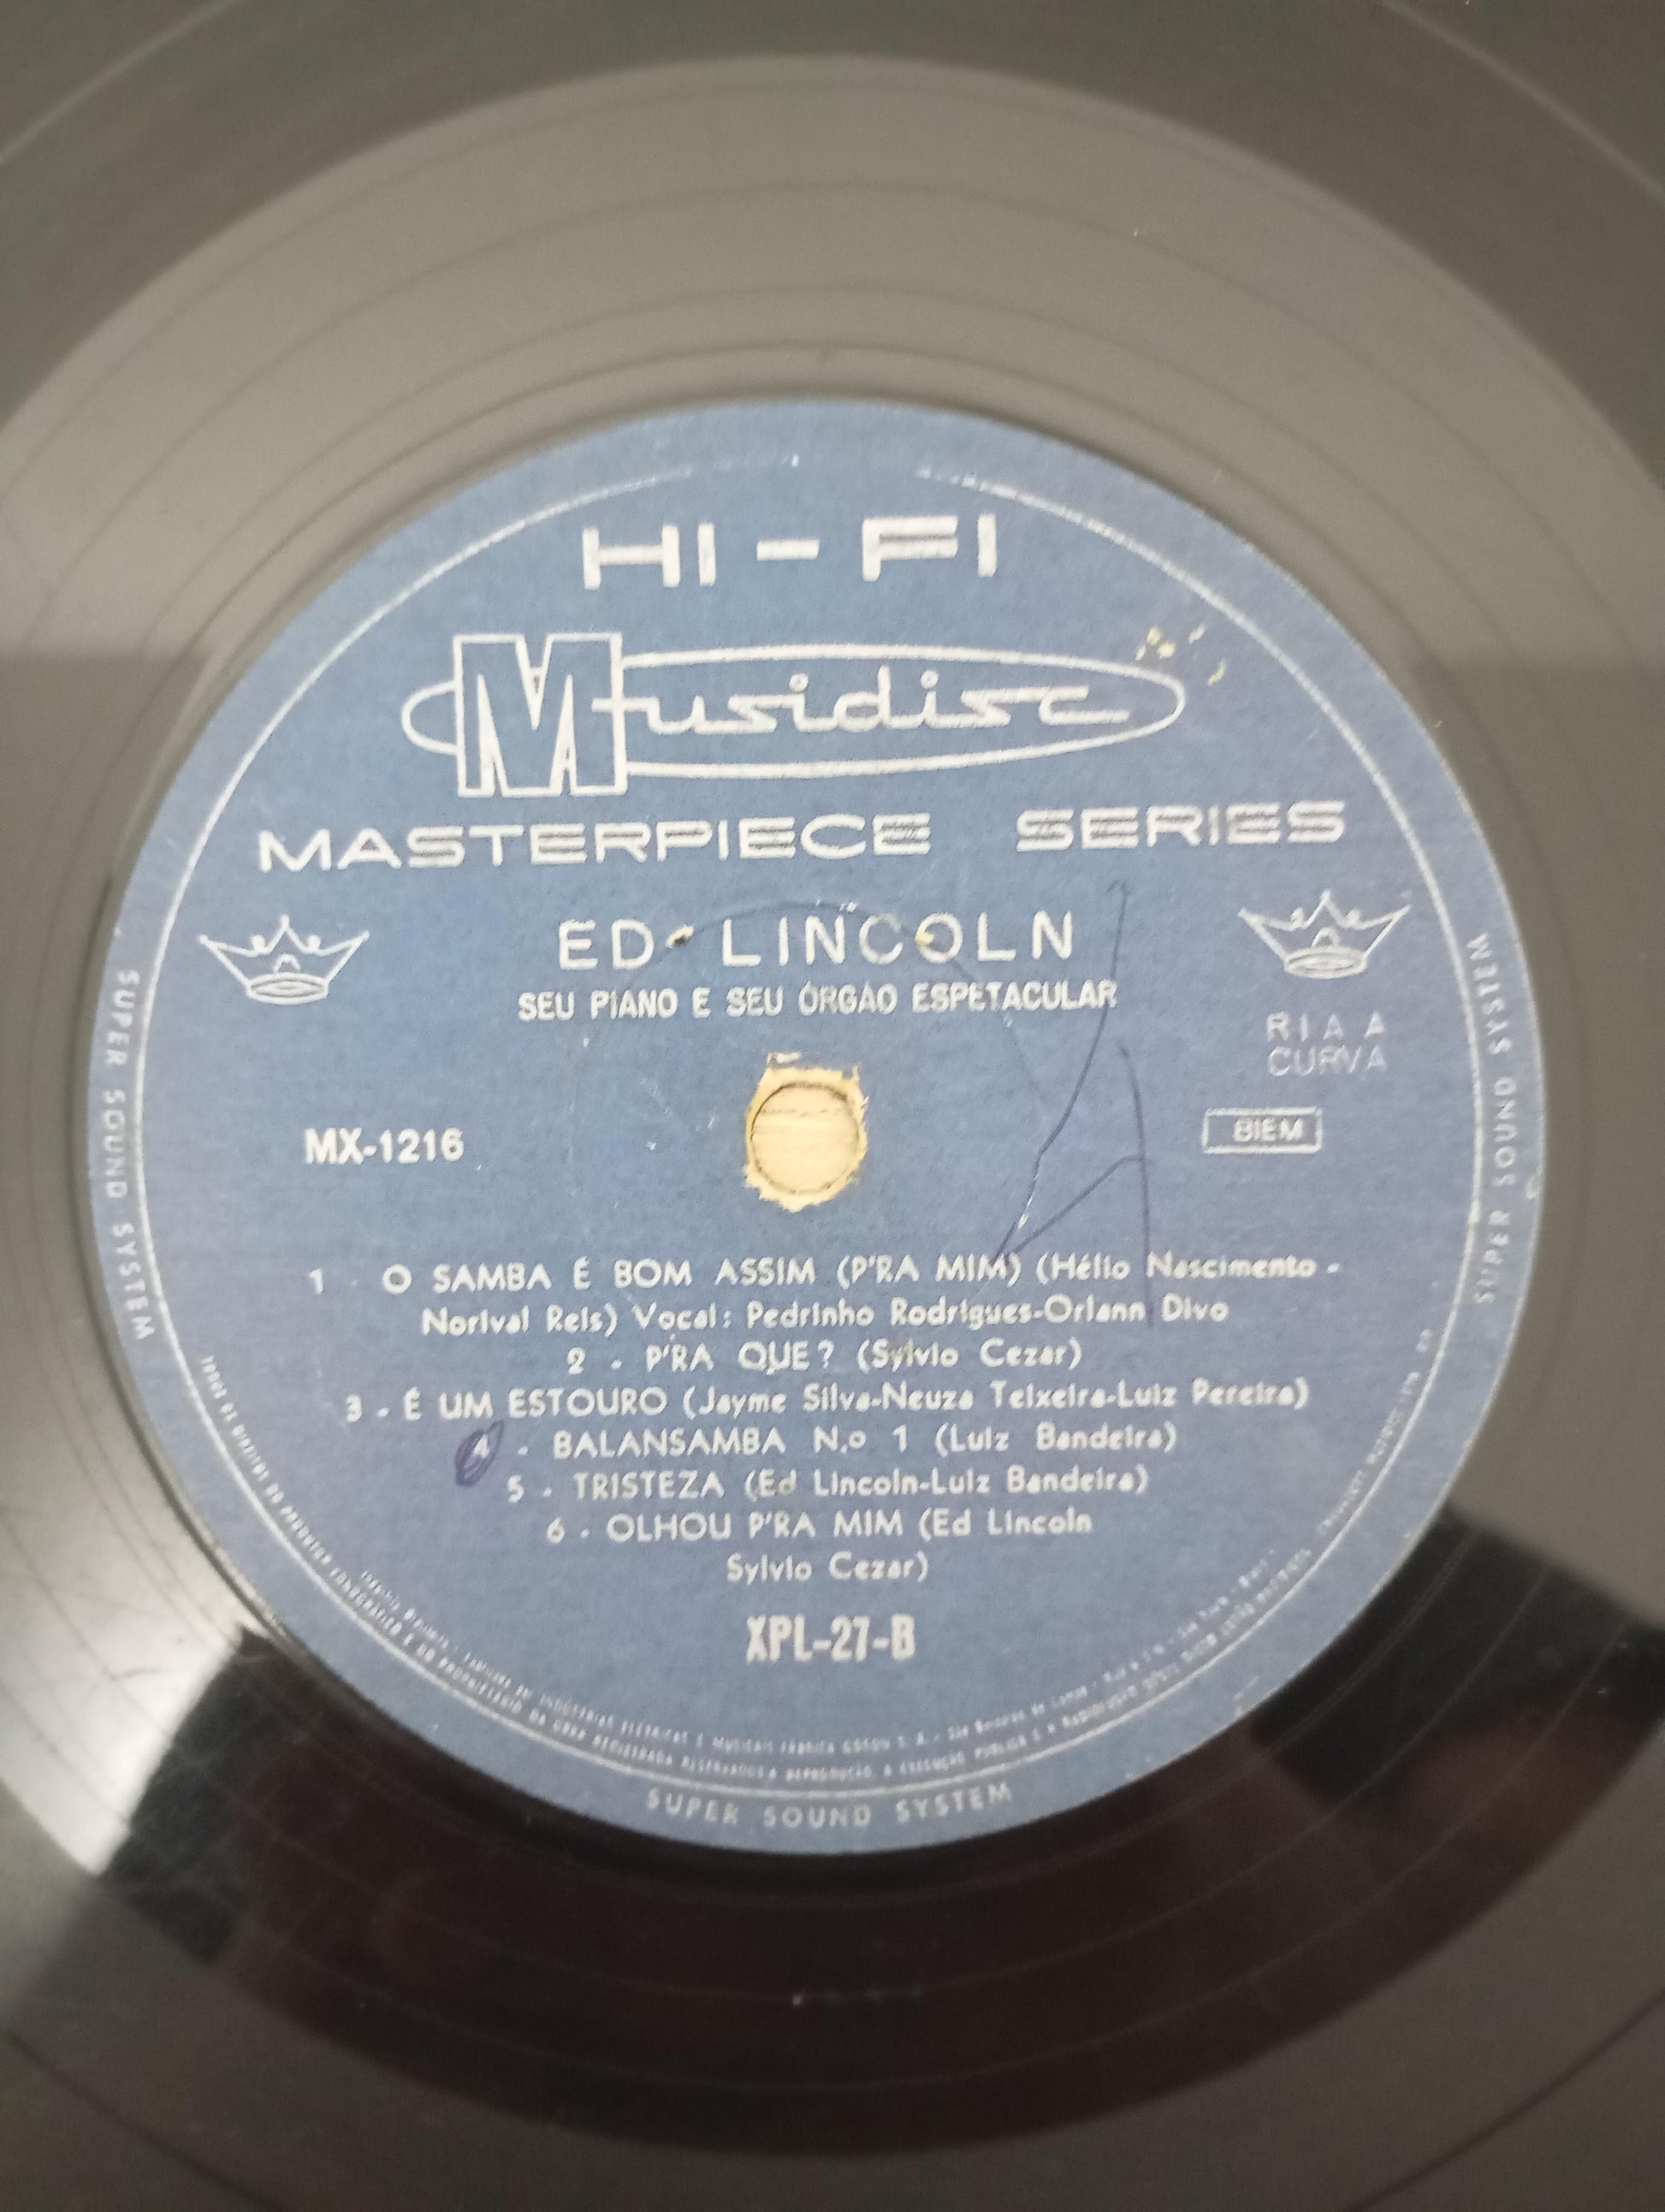 HI-FI
Musidisc
MASTERPIECE SERIES
ED LINCOLN
SEU PIANO E SEU ÓRGÃO ESPETACULAR
RIAA
CURVA
MX-1216
BIEM
A
1 - O SAMBA É BOM ASSIM (P'RA MIM) (Hélio Nascimento -
Norival Reis) Vocal: Pedrinho Rodrigues-Orlann Divo
2 - P'RA QUE? (Sylvio Cezar)
3 - É UM ESTOURO (Jayme Silva-Neuza Teixeira-Luiz Pereira)
4 - BALANSAMBA N.o 1 (Luiz Bandeira)
5 - TRISTEZA (Ed Lincoln-Luiz Bandeira)
6 - OLHOU P'RA MIM (Ed Lincoln
Sylvio Cezar)
XPL-27-B
SUPER SOUND SYSTEM
SUPER SOUND SYSTEM
SUPER SOUND SYSTEM